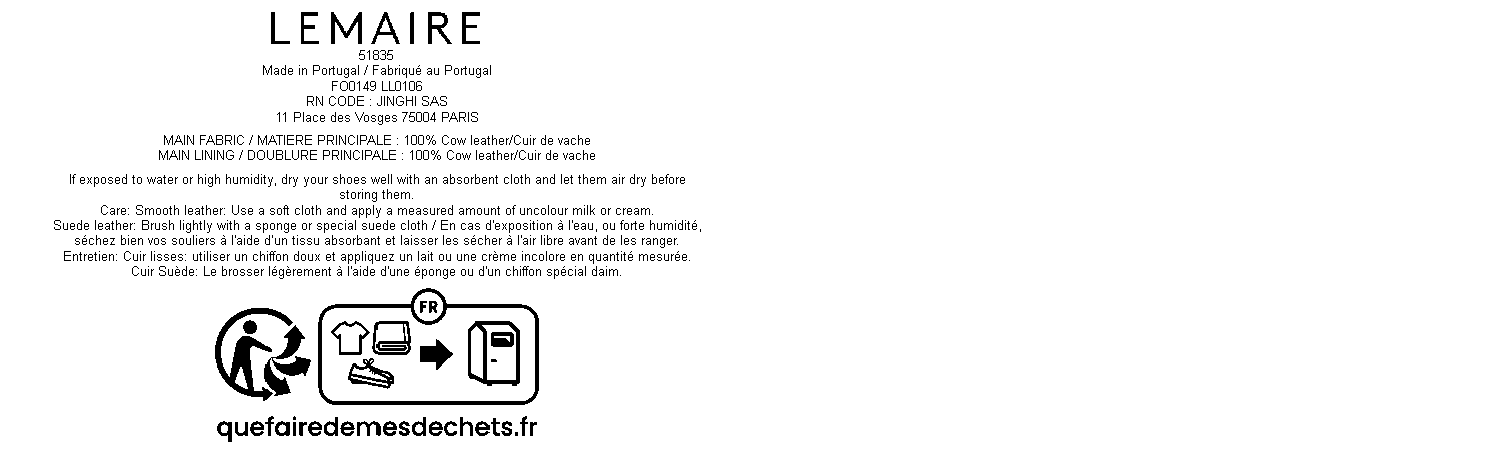 LEMAIRE
51835
Made in Portugal / Fabriqué au Portugal
FO0149 LL0106
RN CODE : JINGHI SAS
11 Place des Vosges 75004 PARIS
MAIN FABRIC / MATIERE PRINCIPALE : 100% Cow leather/Cuir de vache
MAIN LINING / DOUBLURE PRINCIPALE : 100% Cow leather/Cuir de vache
If exposed to water or high humidity, dry your shoes well with an absorbent cloth and let them air dry before
storing them.
Care: Smooth leather: Use a soft cloth and apply a measured amount of uncolour milk or cream.
Suede leather: Brush lightly with a sponge or special suede cloth / En cas d'exposition à l'eau, ou forte humidité,
séchez bien vos souliers à l'aide d'un tissu absorbant et laisser les sécher à l'air libre avant de les ranger.
Entretien: Cuir lisses: utiliser un chiffon doux et appliquez un lait ou une crème incolore en quantité mesurée.
Cuir Suède: Le brosser légèrement à l'aide d'une éponge ou d'un chiffon spécial daim.
FR
quefairedemesdechets.fr